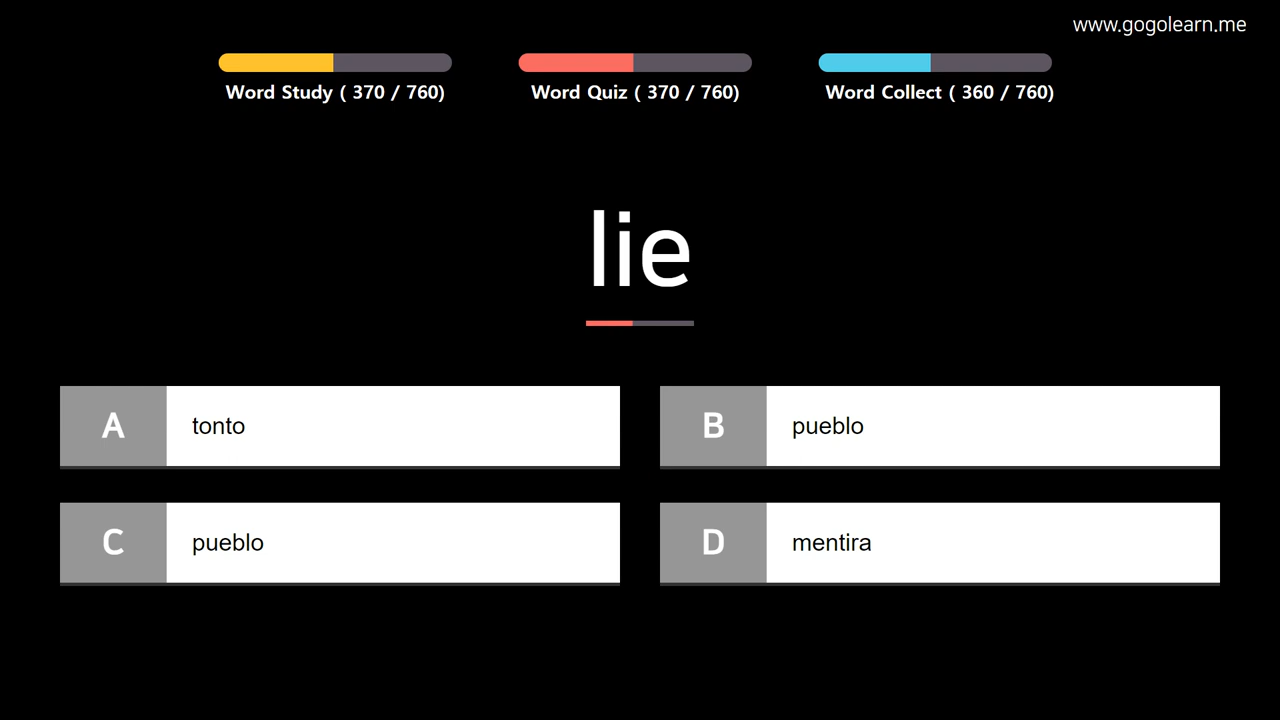 www.gogolearn.me
Word Study ( 370 / 760)
Word Quiz ( 370 / 760)
Word Collect ( 360 / 760)
lie
A tonto
B pueblo
C pueblo
D mentira